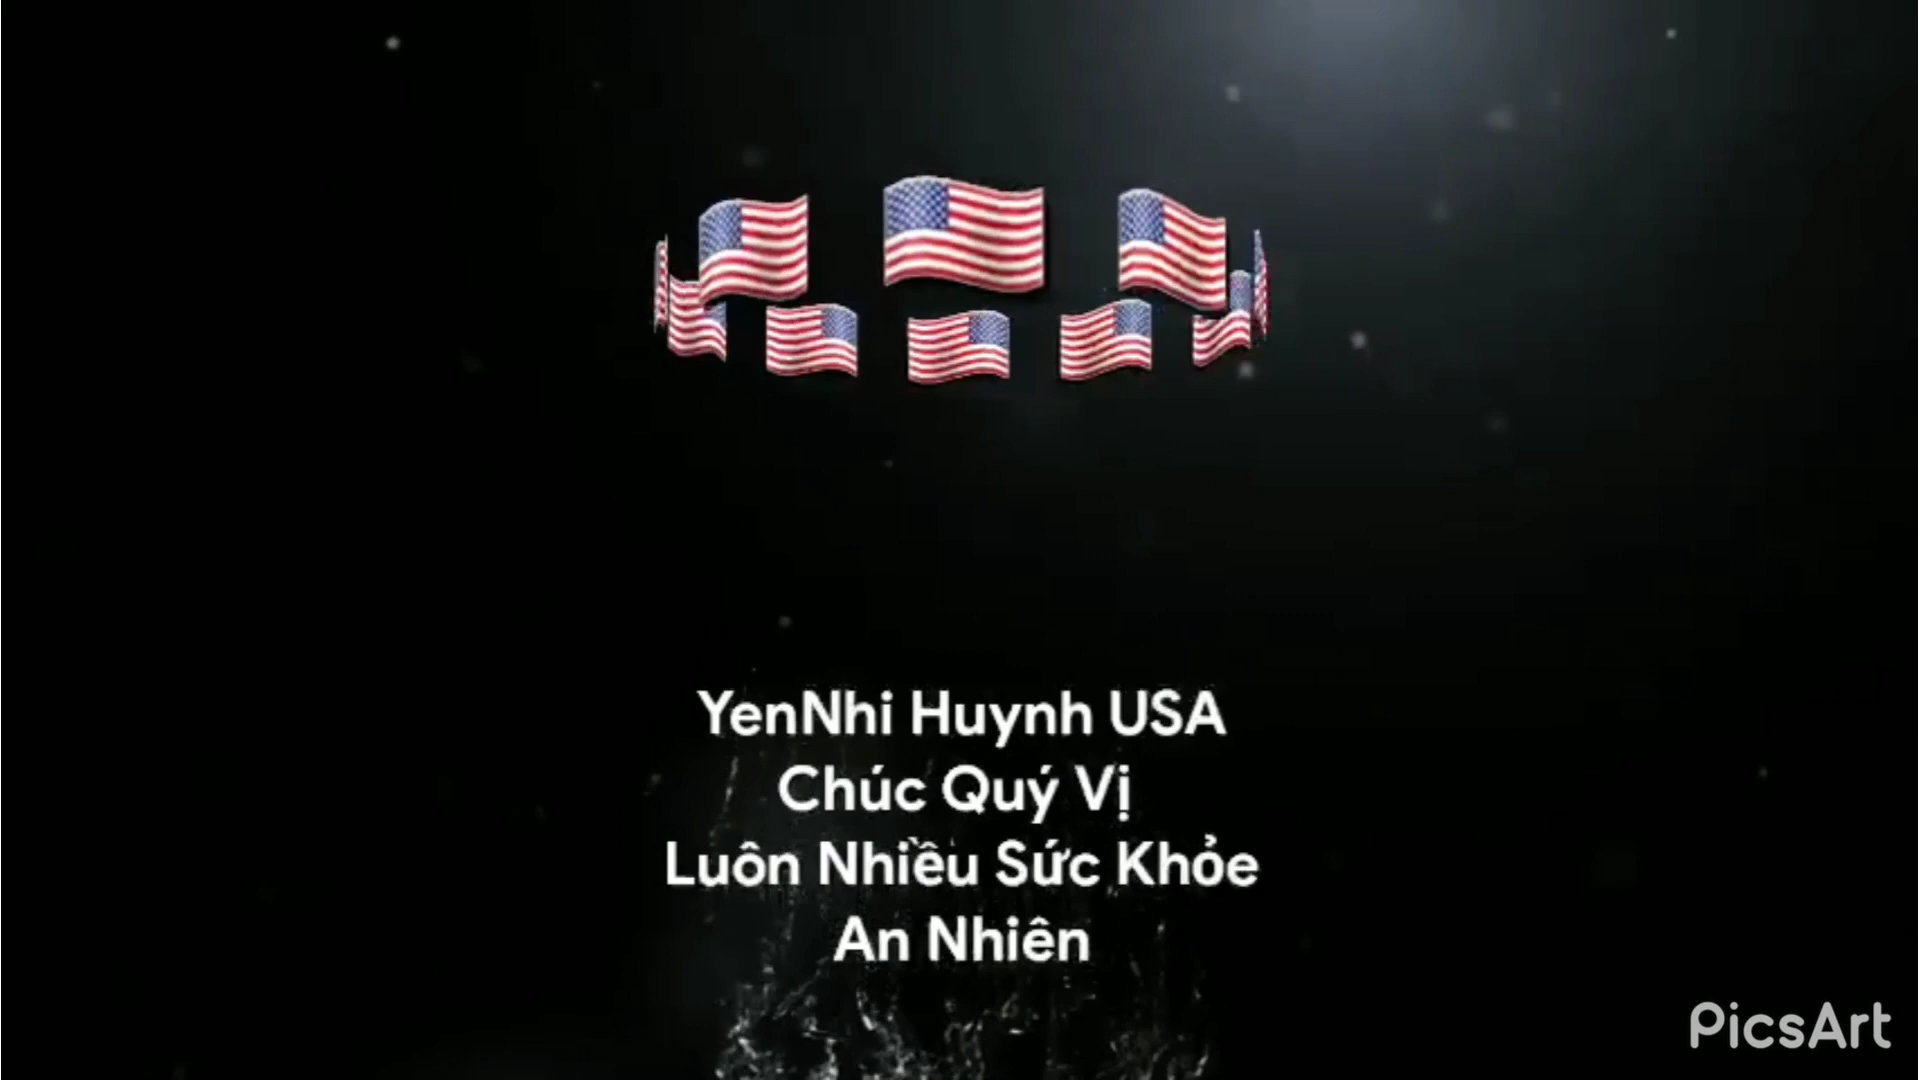 YenNhi Huynh USA
Chúc Quý Vị
Luôn Nhiều Sức Khỏe
An Nhiên
PicsArt